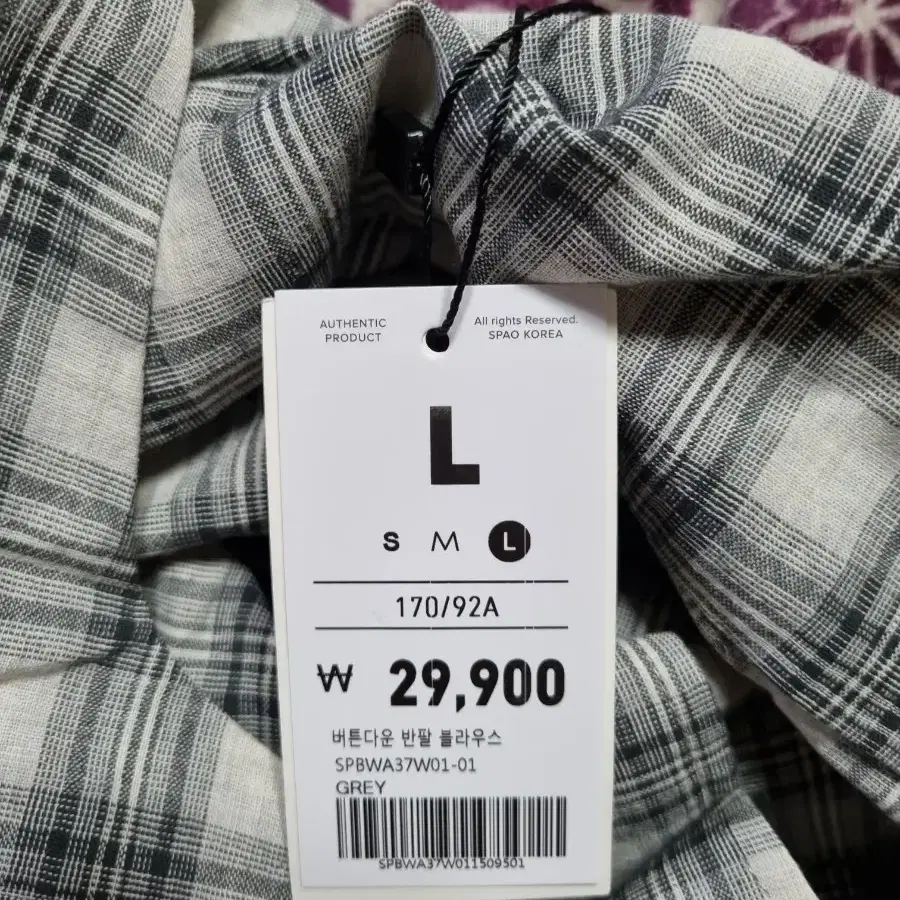 AUTHENTIC
PRODUCT
All rights Reserved.
SPAO KOREA
L
S M L
170/92A
₩ 29,900
버튼다운 반팔 블라우스
SPBWA37W01-01
GREY
SPBWA37W011509501